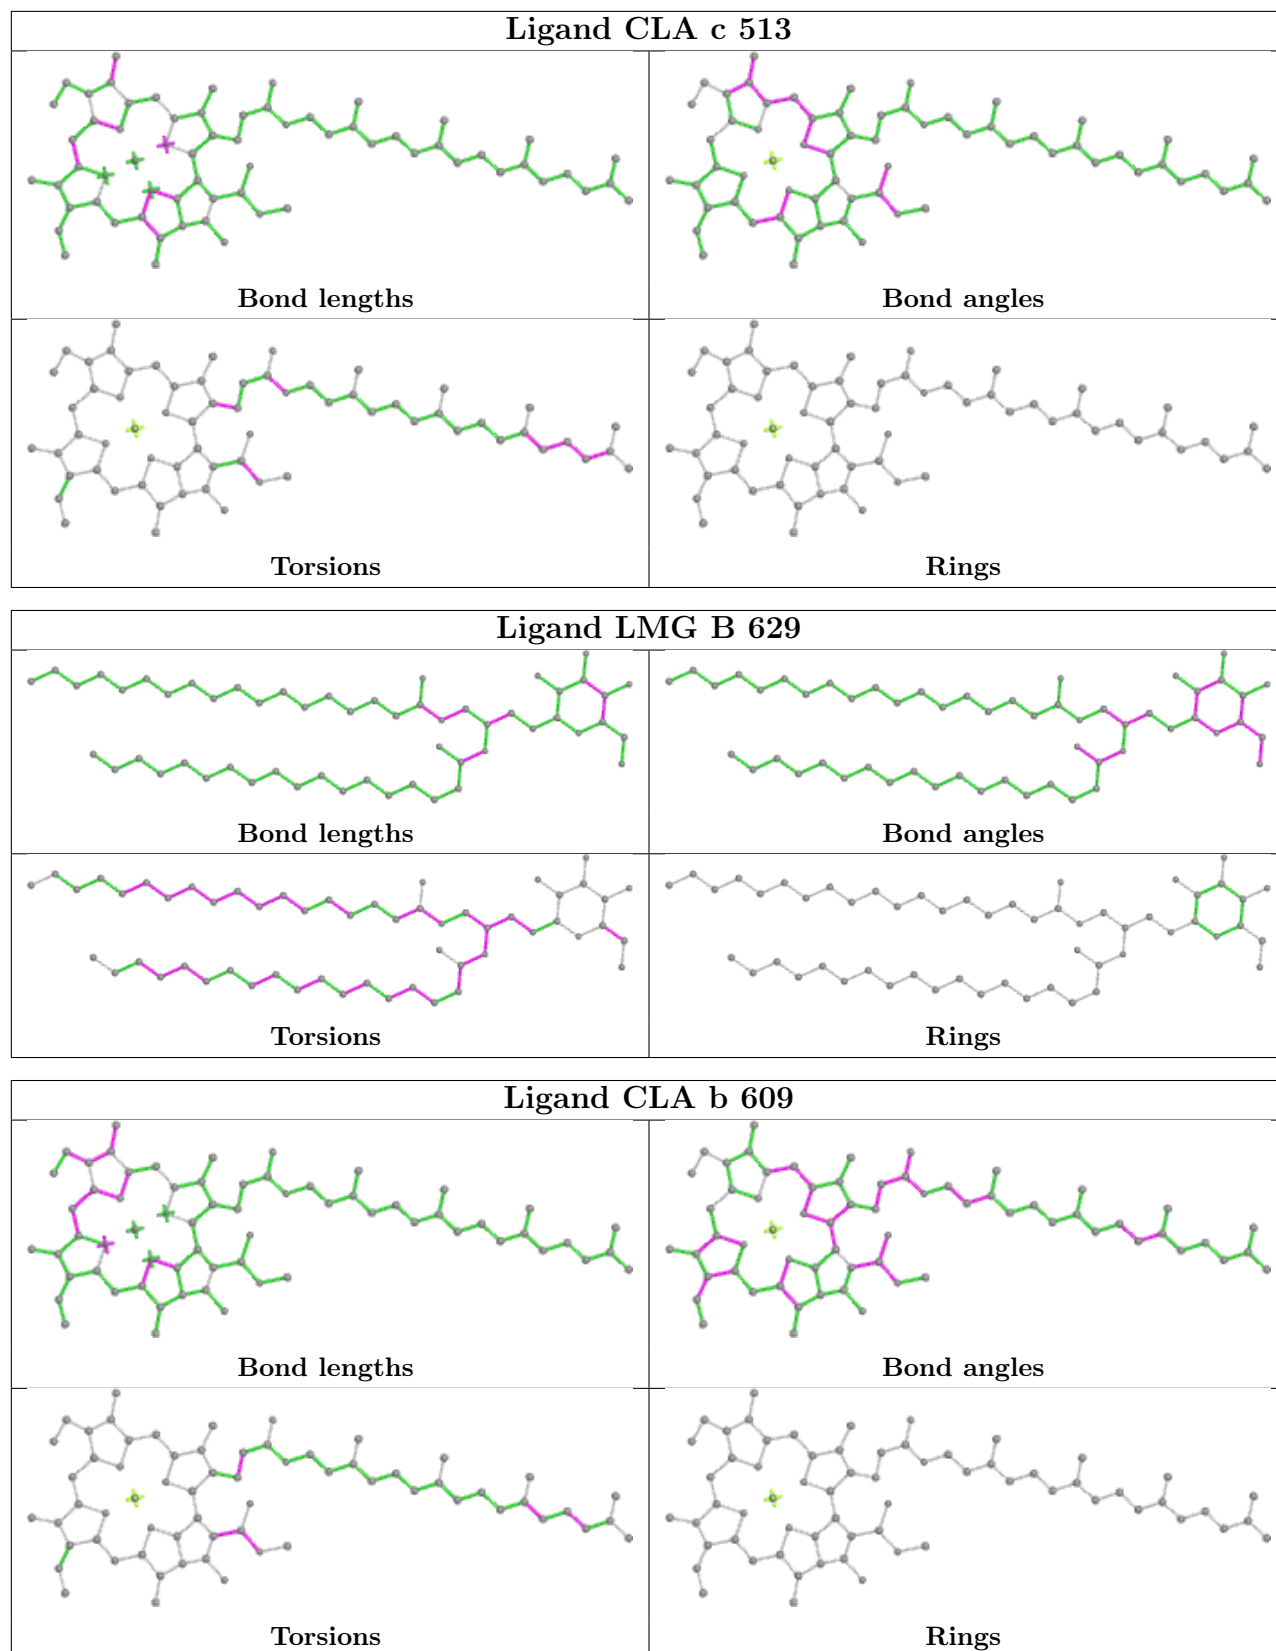 Ligand CLA c 513
Bond lengths
Bond angles
Torsions
Rings
Ligand LMG B 629
Bond lengths
Bond angles
Torsions
Rings
Ligand CLA b 609
Bond lengths
Bond angles
Torsions
Rings